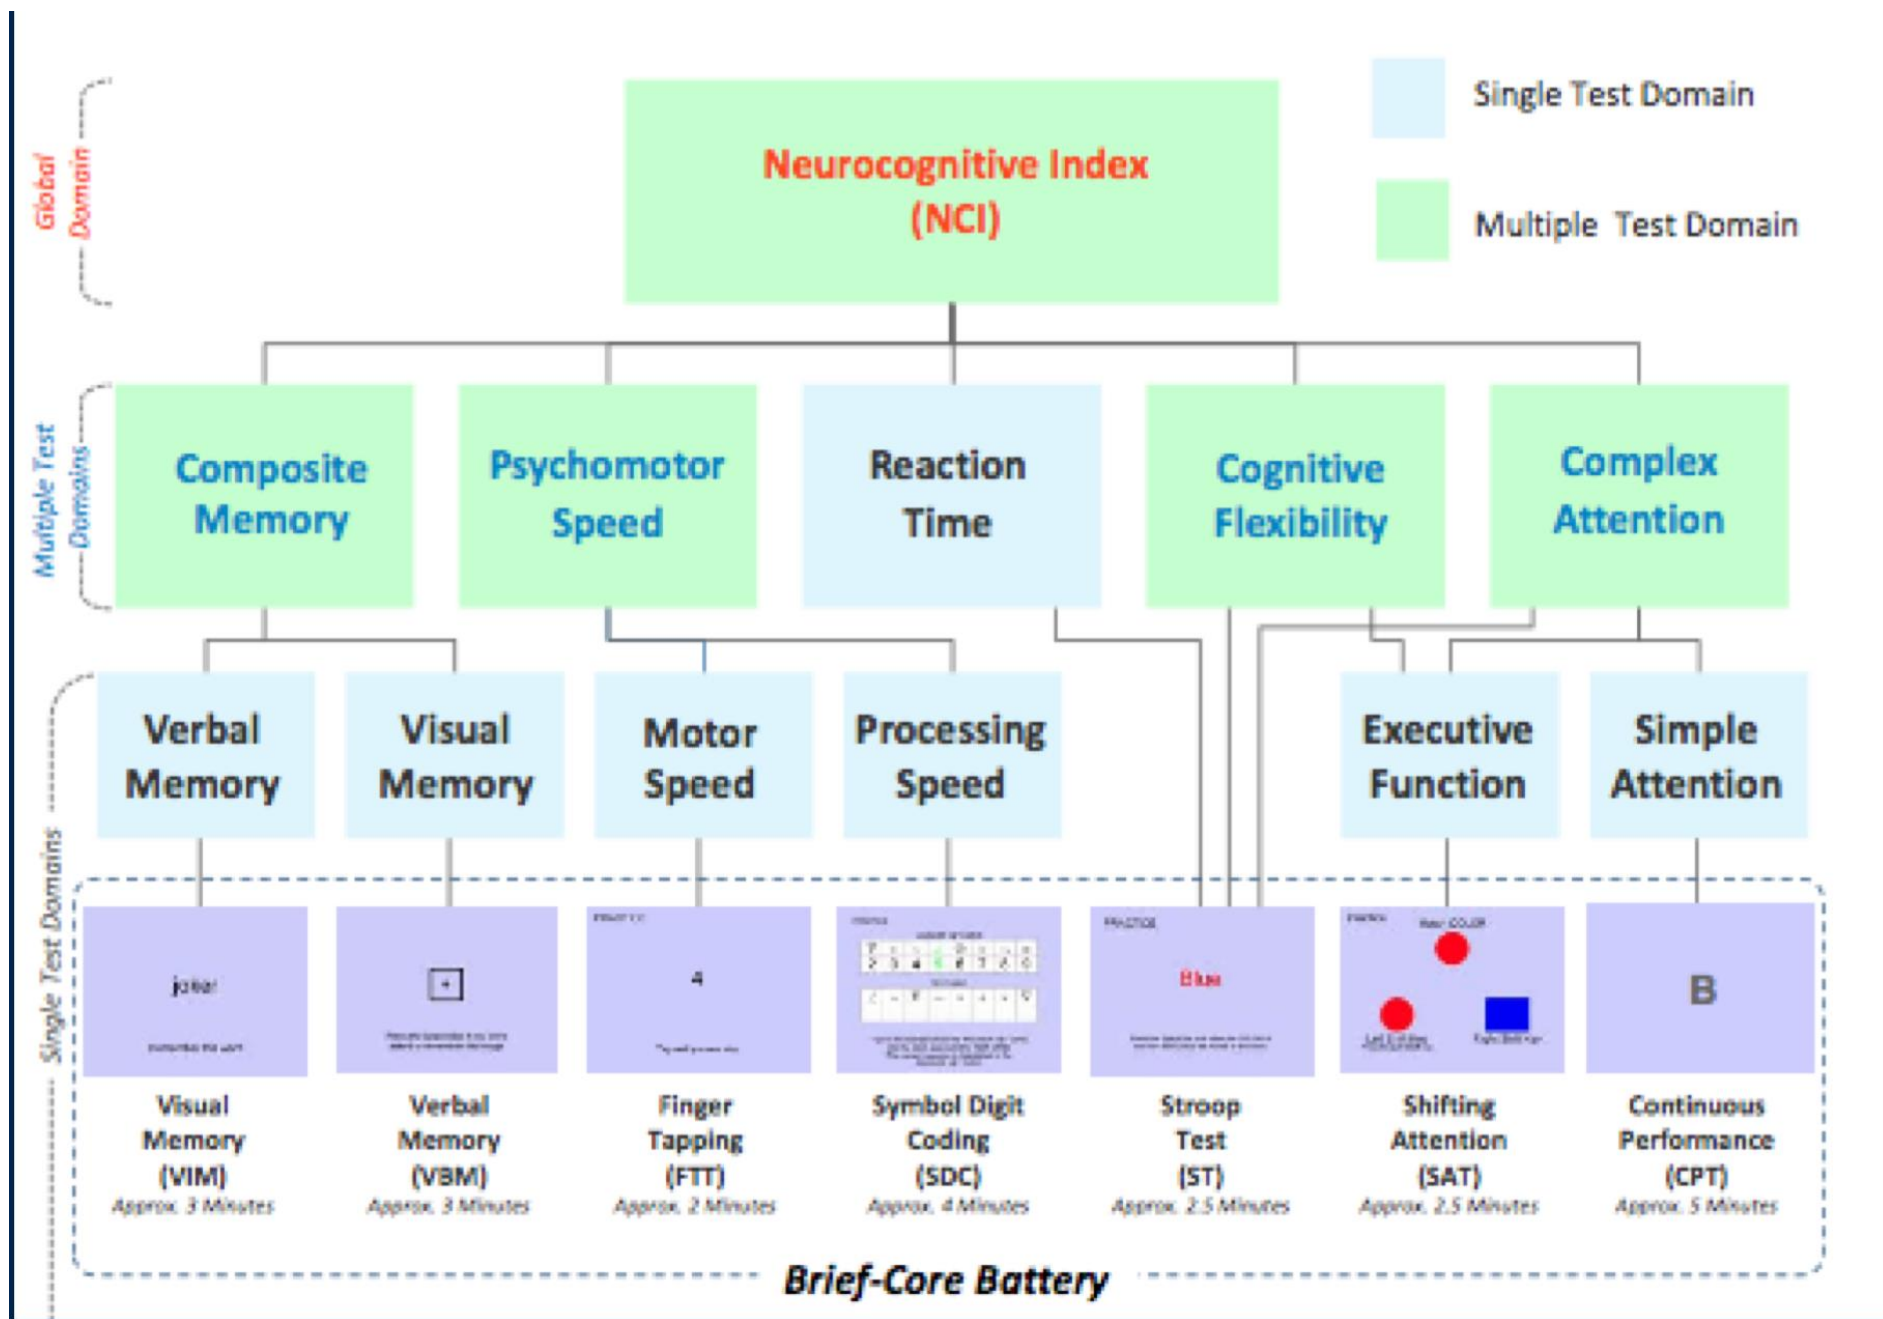 Single Test Domain
Multiple Test Domain
Global
Domain
Neurocognitive Index
(NCI)
Multiple Test
Domains
Composite
Memory
Psychomotor
Speed
Reaction
Time
Cognitive
Flexibility
Complex
Attention
Single Test Domains
Verbal
Memory
Visual
Memory
Motor
Speed
Processing
Speed
Executive
Function
Simple
Attention
joker
4
PRACTICE
Blue
B
Visual
Memory
(VIM)
Approx. 3 Minutes
Verbal
Memory
(VBM)
Approx. 3 Minutes
Finger
Tapping
(FTT)
Approx. 2 Minutes
Symbol Digit
Coding
(SDC)
Approx. 4 Minutes
Stroop
Test
(ST)
Approx. 2.5 Minutes
Shifting
Attention
(SAT)
Approx. 2.5 Minutes
Continuous
Performance
(CPT)
Approx. 5 Minutes
Brief-Core Battery